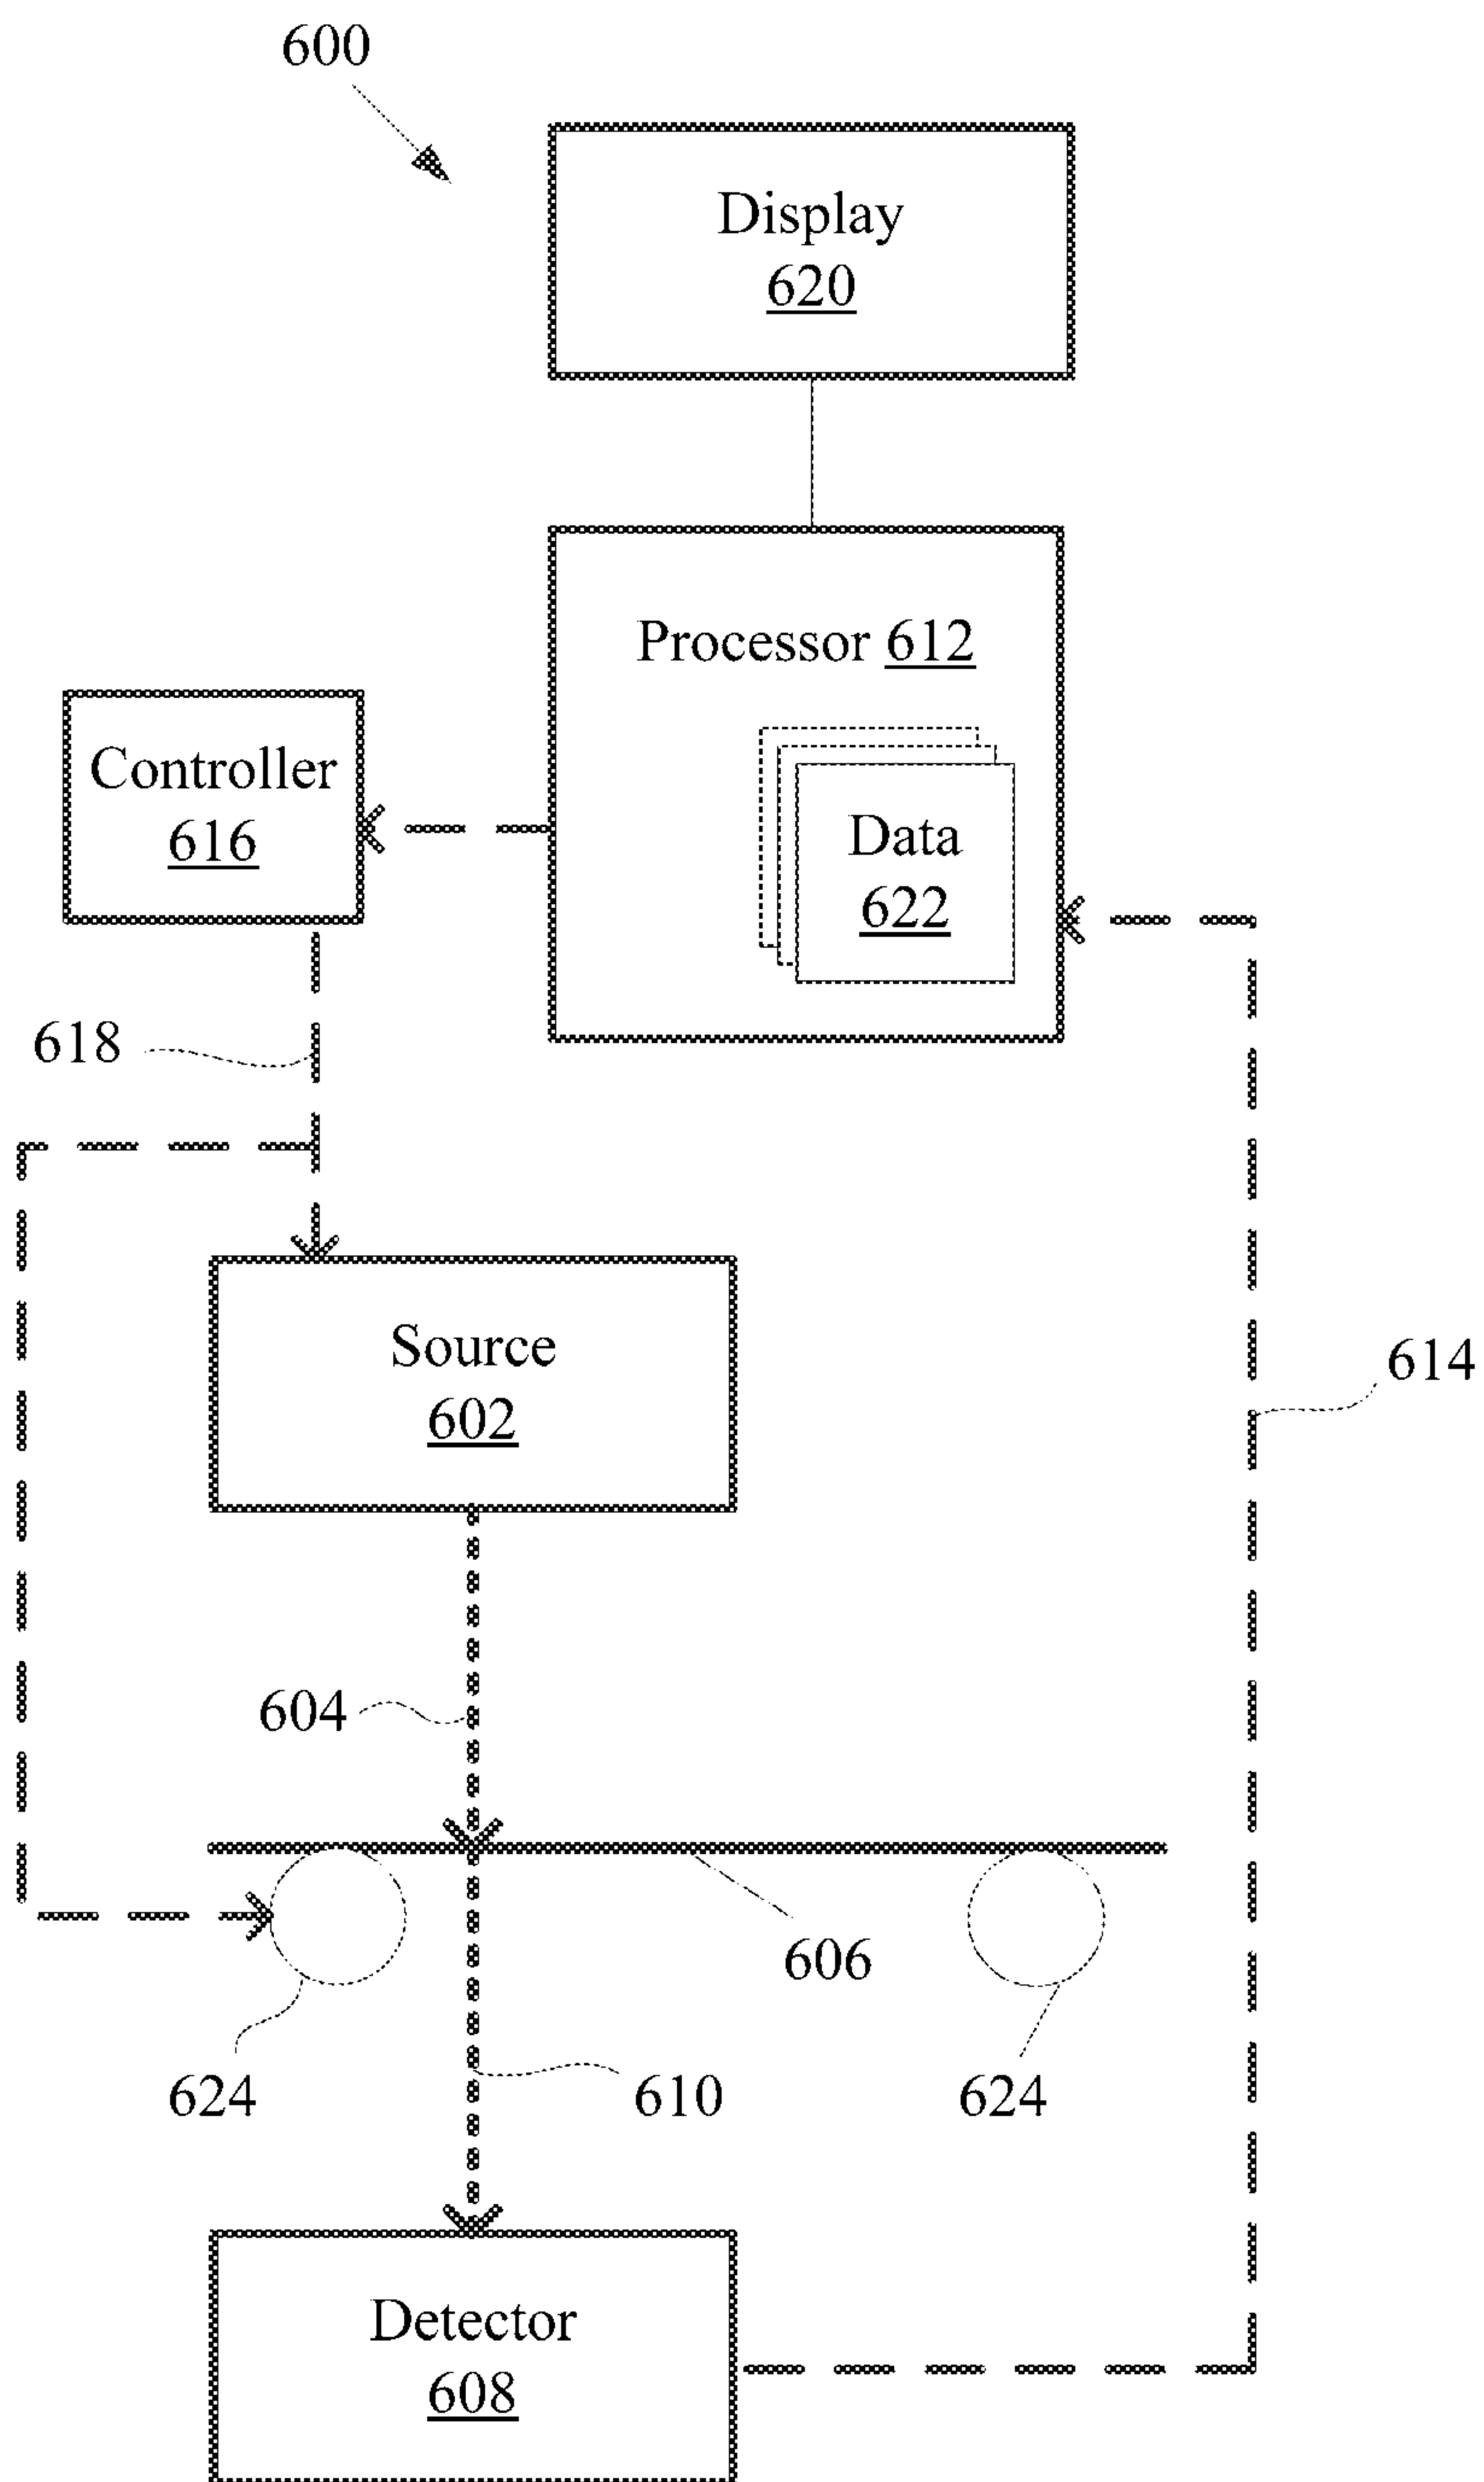 600
Display
620
Processor 612
Controller
616
Data
622
618
Source
602
614
604
606
624
610
624
Detector
608